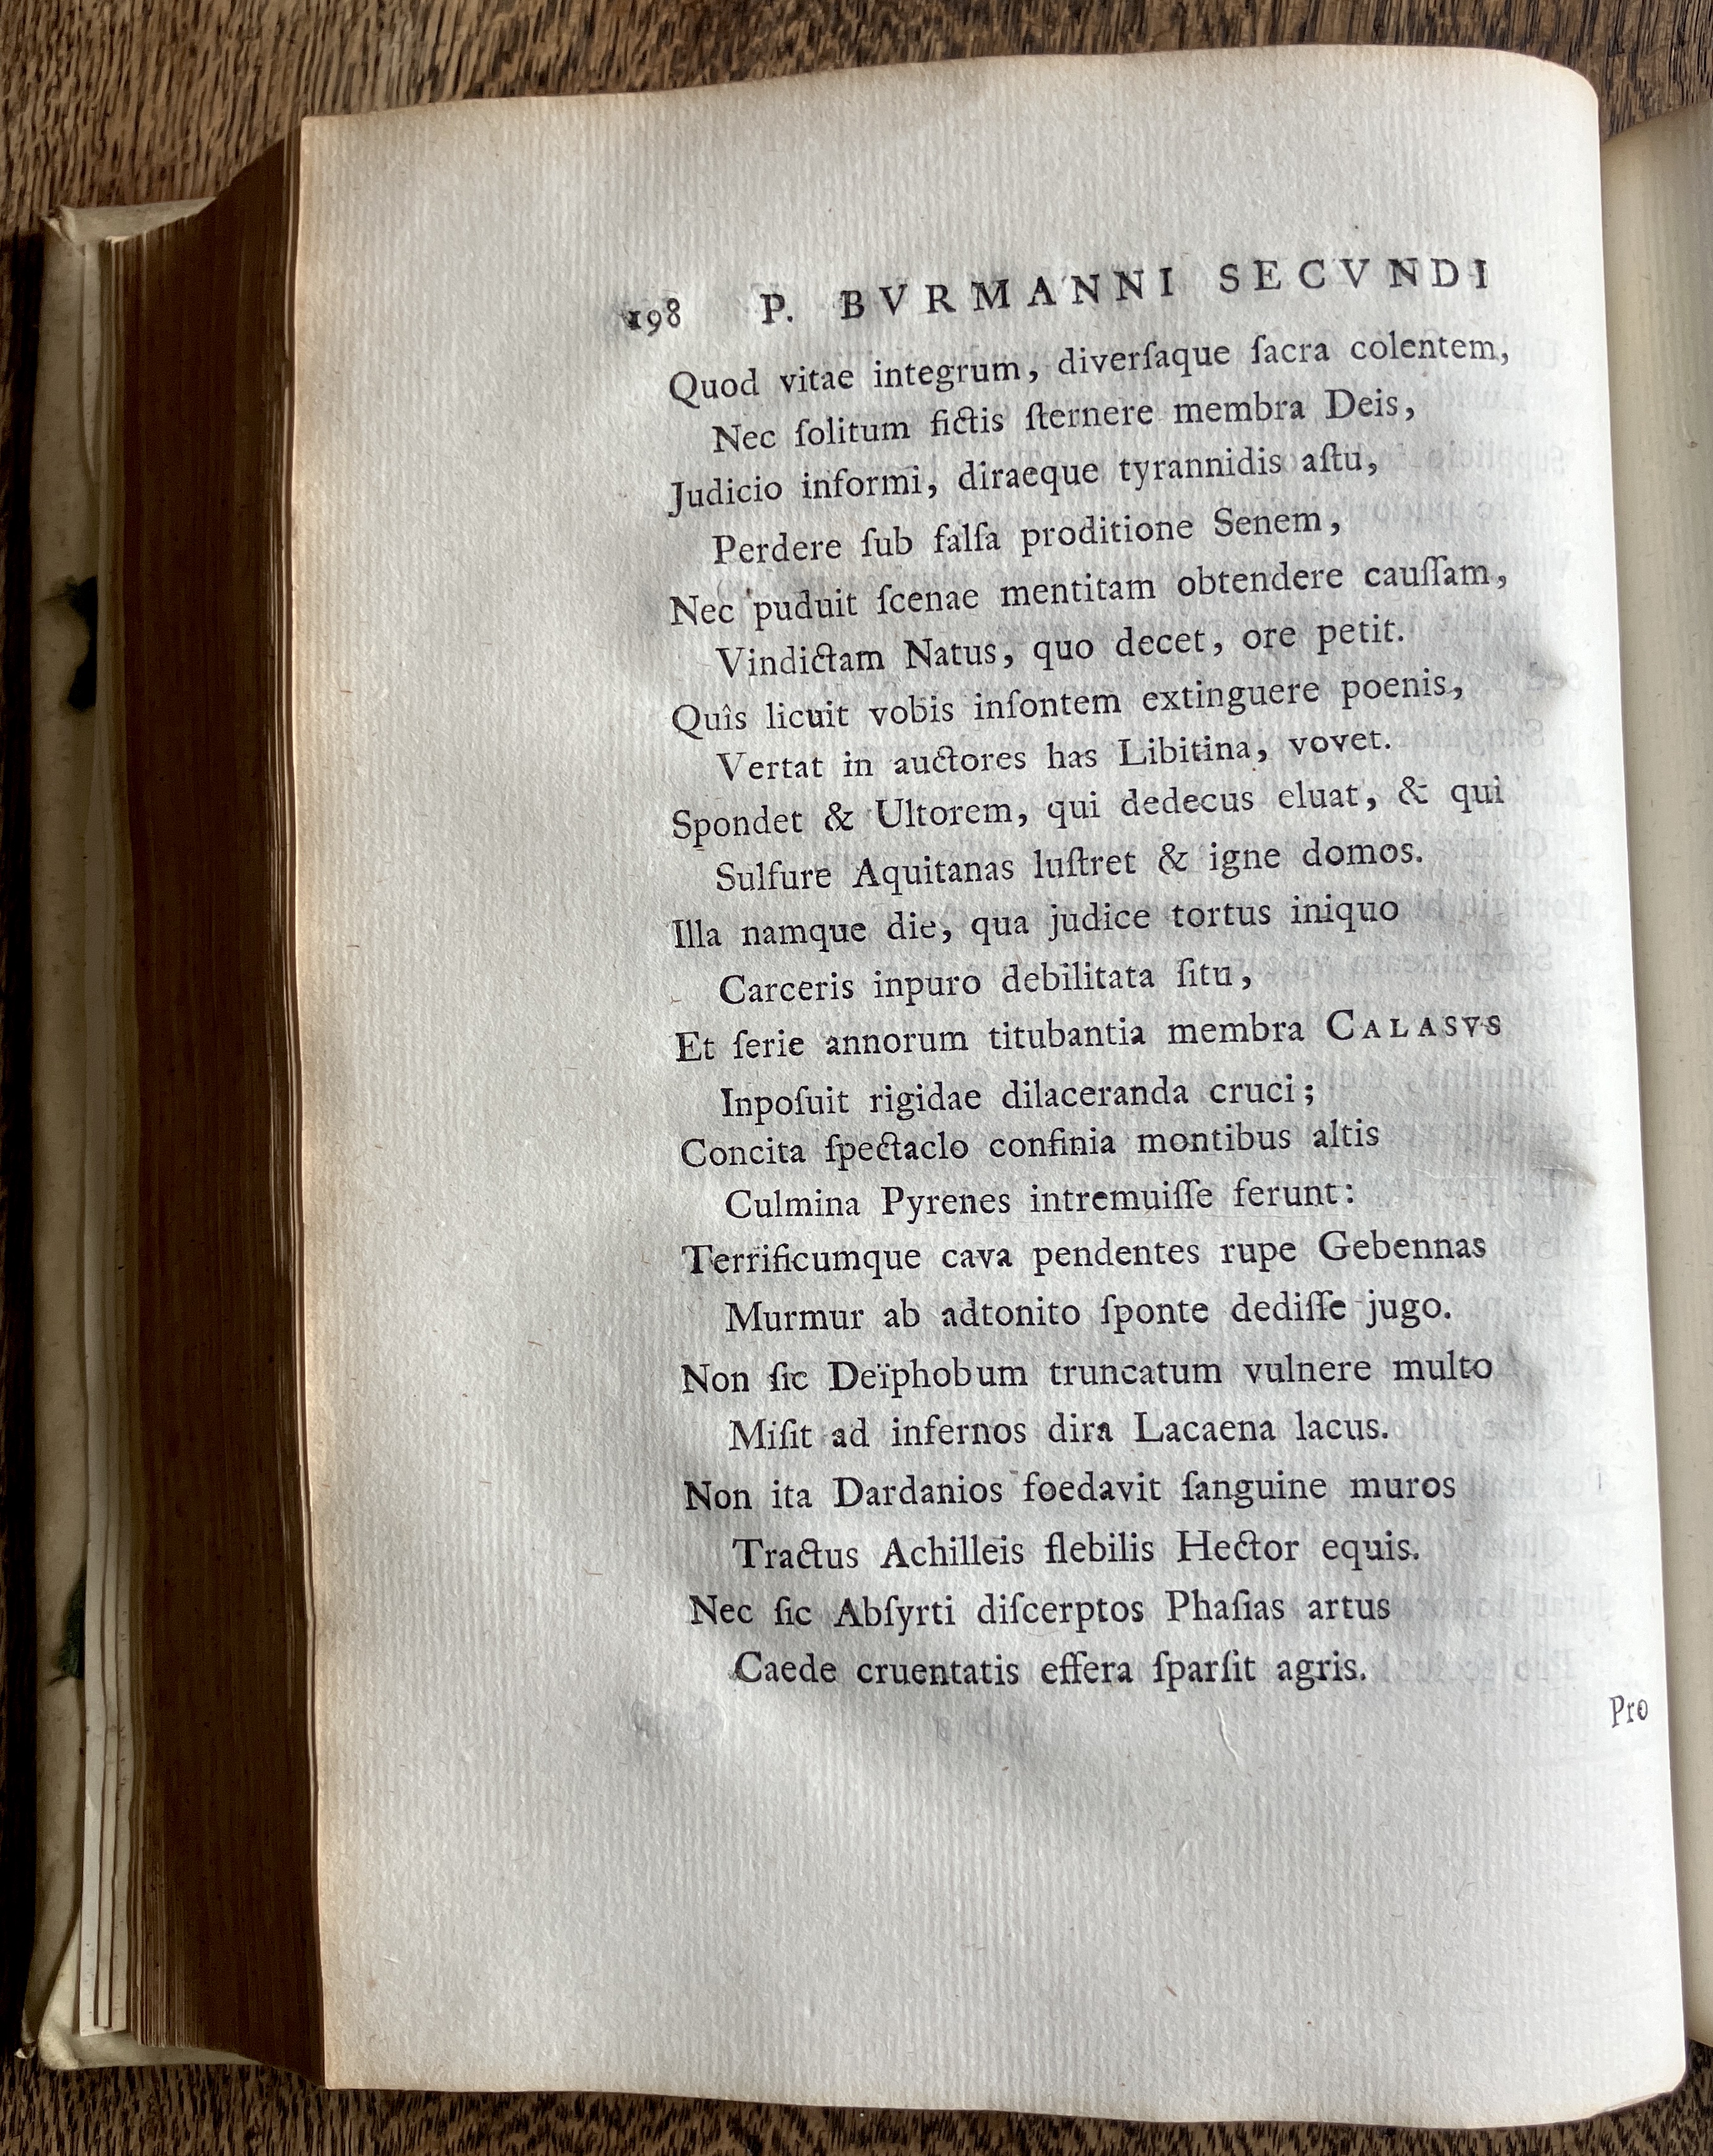 198 P. BVRMANNI SECVNDI
Quod vitae integrum, diverſaque ſacra colentem,
Nec ſolitum fictis ſternere membra Deis,
Judicio informi, diraeque tyrannidis aſtu,
Perdere ſub falſa proditione Senem,
Nec puduit ſcenae mentitam obtendere cauſſam,
Vindictam Natus, quo decet, ore petit.
Quîs licuit vobis inſontem extinguere poenis,
Vertat in auctores has Libitina, vovet.
Spondet & Ultorem, qui dedecus eluat, & qui
Sulfure Aquitanas luſtret & igne domos.
Illa namque die, qua judice tortus iniquo
Carceris inpuro debilitata ſitu,
Et ſerie annorum titubantia membra CALASVS
Inpoſuit rigidae dilaceranda cruci;
Concita ſpectaclo confinia montibus altis
Culmina Pyrenes intremuiſſe ferunt:
Terrificumque cava pendentes rupe Gebennas
Murmur ab adtonito ſponte dediſſe jugo.
Non ſic Deïphobum truncatum vulnere multo
Miſit ad infernos dira Lacaena lacus.
Non ita Dardanios foedavit ſanguine muros
Tractus Achilleis flebilis Hector equis.
Nec ſic Abſyrti diſcerptos Phaſias artus
Caede cruentatis effera ſparſit agris.
Pro